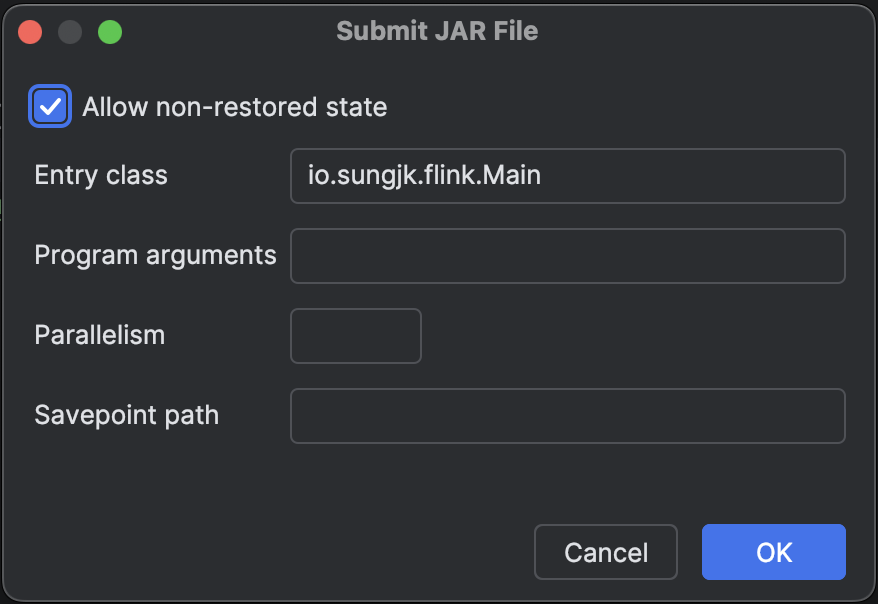 Submit JAR File
Allow non-restored state
Entry class io.sungjk.flink.Main
Program arguments
Parallelism
Savepoint path
Cancel OK